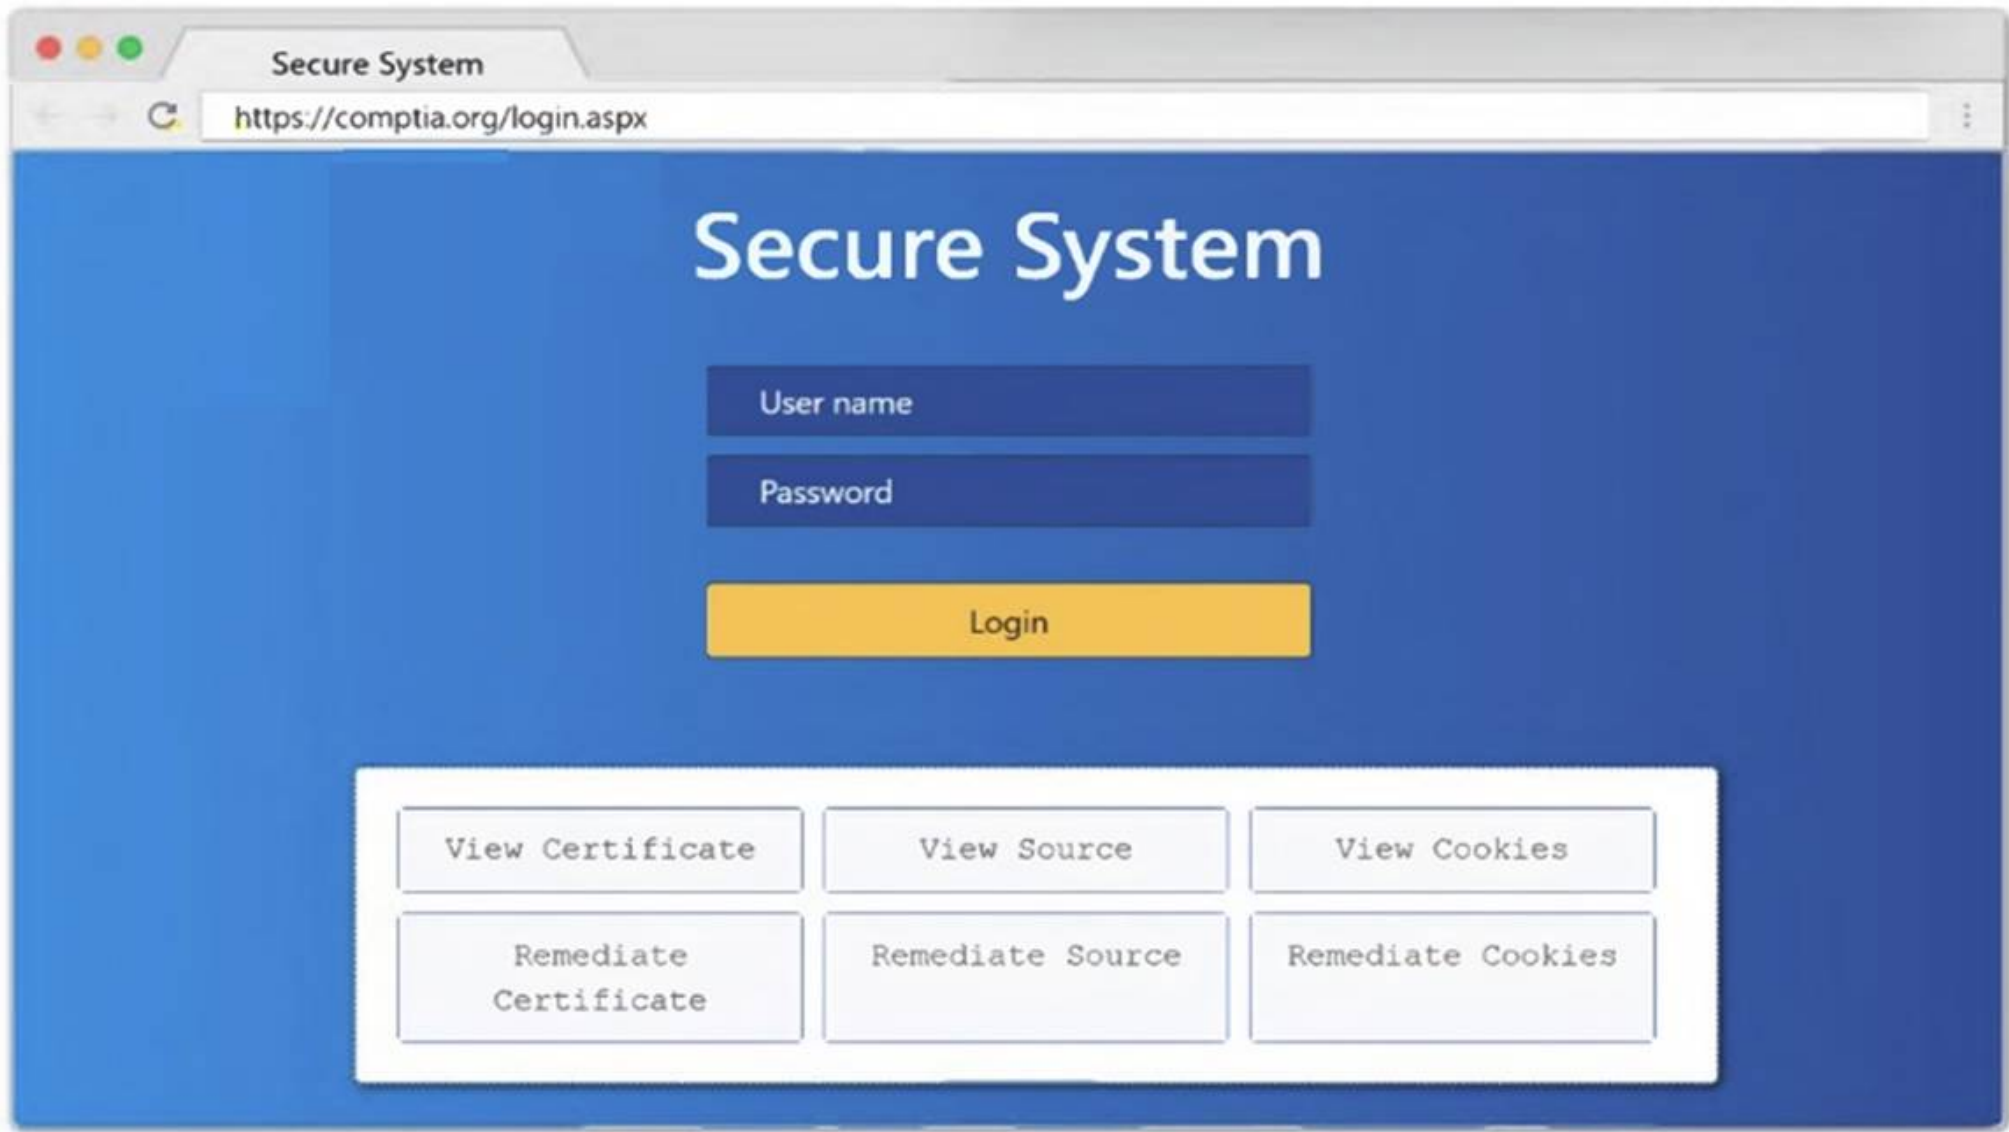 Secure System
https://comptia.org/login.aspx
Secure System
User name
Password
Login
View Certificate
View Source
View Cookies
Remediate
Certificate
Remediate Source
Remediate Cookies